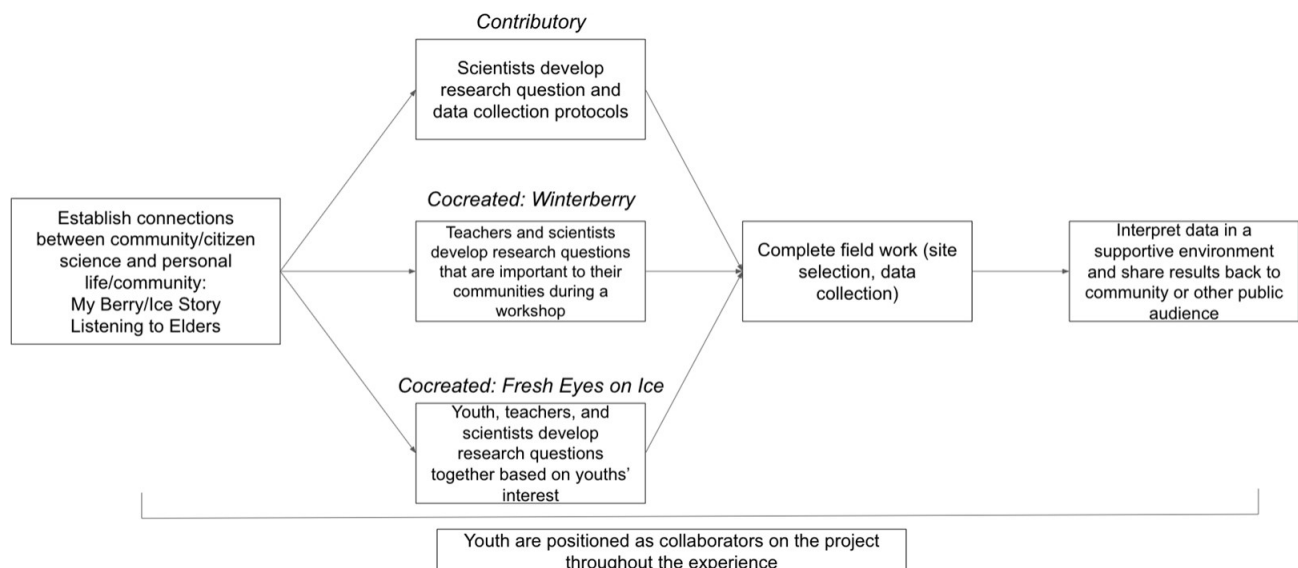 Contributory
Scientists develop
research question and
data collection protocols
Establish connections
between community/citizen
science and personal
life/community:
My Berry/Ice Story
Listening to Elders
Cocreated: Winterberry
Teachers and scientists
develop research questions
that are important to their
communities during a
workshop
Cocreated: Fresh Eyes on Ice
Youth, teachers, and
scientists develop
research questions
together based on youths'
interest
Complete field work (site
selection, data
collection)
Interpret data in a
supportive environment
and share results back to
community or other public
audience
Youth are positioned as collaborators on the project
throughout the experience